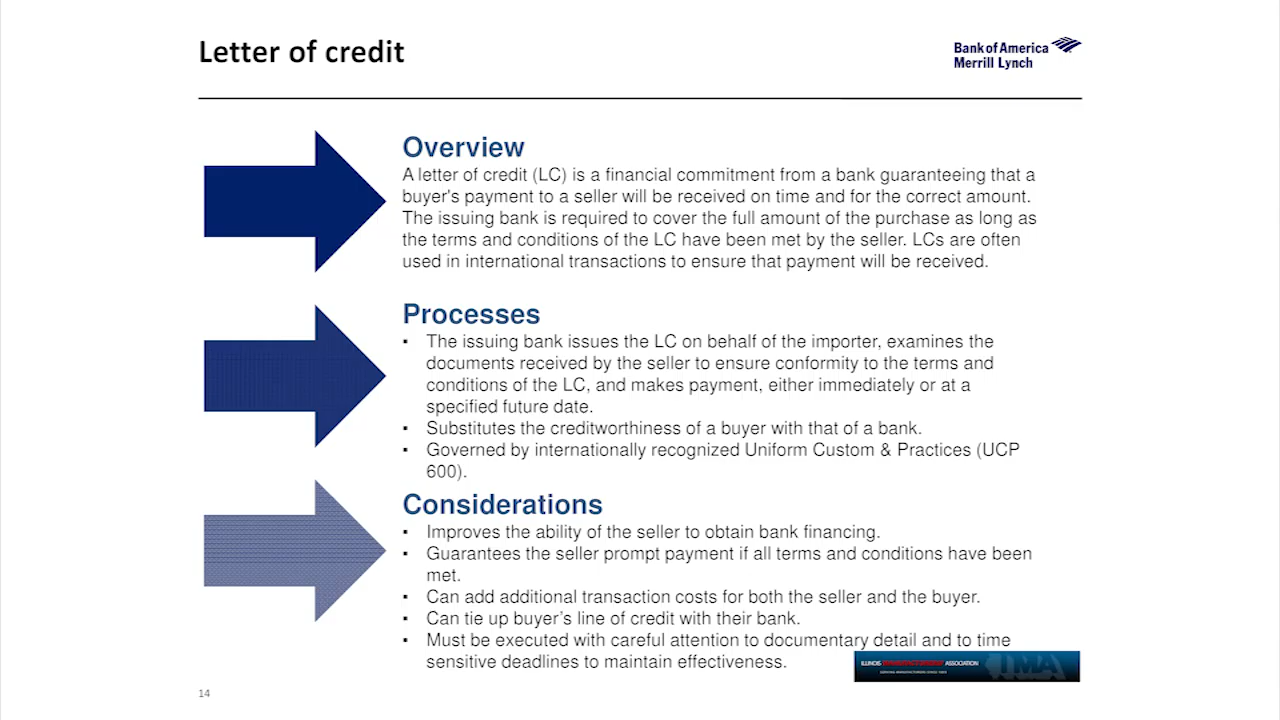 Letter of credit
Bank of America
Merrill Lynch
Overview
A letter of credit (LC) is a financial commitment from a bank guaranteeing that a
buyer's payment to a seller will be received on time and for the correct amount.
The issuing bank is required to cover the full amount of the purchase as long as
the terms and conditions of the LC have been met by the seller. LCs are often
used in international transactions to ensure that payment will be received.
Processes
▪ The issuing bank issues the LC on behalf of the importer, examines the
documents received by the seller to ensure conformity to the terms and
conditions of the LC, and makes payment, either immediately or at a
specified future date.
▪ Substitutes the creditworthiness of a buyer with that of a bank.
▪ Governed by internationally recognized Uniform Custom & Practices (UCP
600).
Considerations
▪ Improves the ability of the seller to obtain bank financing.
▪ Guarantees the seller prompt payment if all terms and conditions have been
met.
▪ Can add additional transaction costs for both the seller and the buyer.
▪ Can tie up buyer’s line of credit with their bank.
▪ Must be executed with careful attention to documentary detail and to time
sensitive deadlines to maintain effectiveness.
ILLINOIS MANUFACTURERS' ASSOCIATION IMA
14